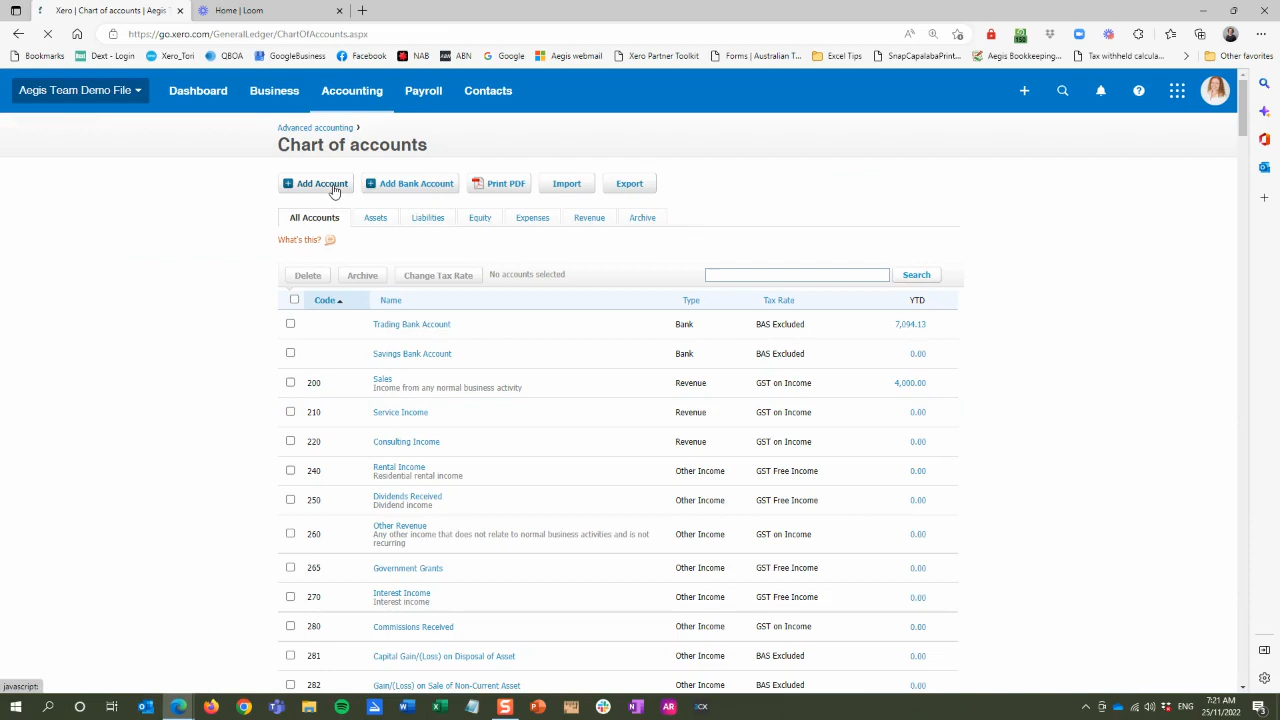 Xero | Chart of accounts | Aegis T
Home | Loom
https://go.xero.com/GeneralLedger/ChartOfAccounts.aspx
Bookmarks
Dext - Login
Xero_Tori
QBOA
GoogleBusiness
Facebook
NAB
ABN
Google
Aegis webmail
Xero Partner Toolkit
Forms | Australian T...
Excel Tips
SnapCapalabaPrint...
Aegis Bookkeeping...
Tax withheld calculat...
Other favorites
Aegis Team Demo File
Dashboard
Business
Accounting
Payroll
Contacts
Advanced accounting ›
Chart of accounts
Add Account
Add Bank Account
Print PDF
Import
Export
All Accounts
Assets
Liabilities
Equity
Expenses
Revenue
Archive
What's this?
Delete
Archive
Change Tax Rate
No accounts selected
Search
Code Name Type Tax Rate YTD
Trading Bank Account Bank BAS Excluded 7,094.13
Savings Bank Account Bank BAS Excluded 0.00
200 Sales Revenue GST on Income 4,000.00
Income from any normal business activity
210 Service Income Revenue GST on Income 0.00
220 Consulting Income Revenue GST on Income 0.00
240 Rental Income Other Income GST Free Income 0.00
Residential rental income
250 Dividends Received Other Income GST Free Income 0.00
Dividend income
260 Other Revenue Other Income GST on Income 0.00
Any other income that does not relate to normal business activities and is not
recurring
265 Government Grants Other Income GST Free Income 0.00
270 Interest Income Other Income GST Free Income 0.00
Interest income
280 Commissions Received Other Income GST on Income 0.00
281 Capital Gain/(Loss) on Disposal of Asset Other Income BAS Excluded 0.00
282 Gain/(Loss) on Sale of Non-Current Asset Other Income BAS Excluded 0.00
javascript:
ENG
7:21 AM
25/11/2022